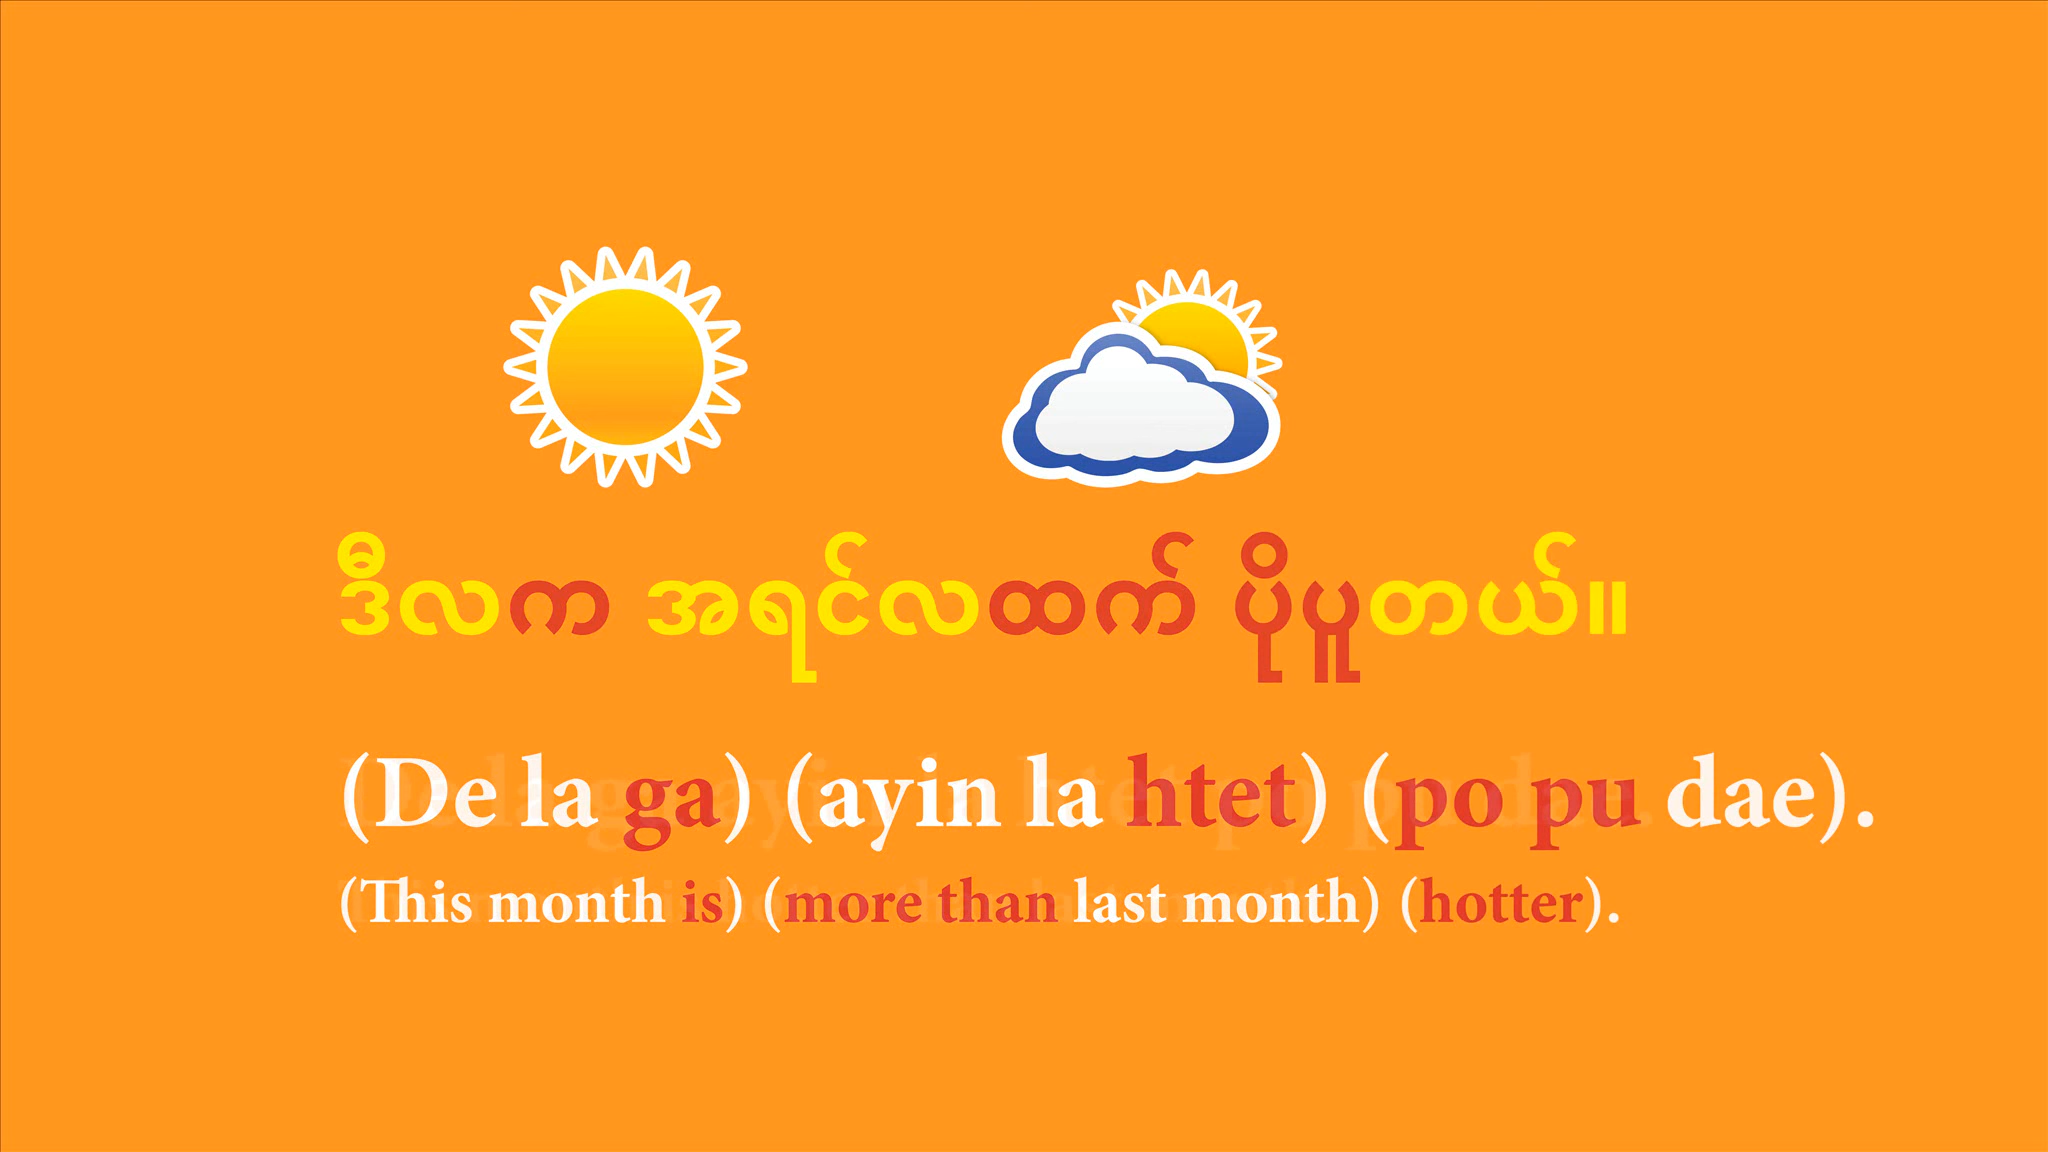 ဒီလက အရင်လထက် ပိုပူတယ်။
(De la ga) (ayin la htet) (po pu dae).
(This month is) (more than last month) (hotter).